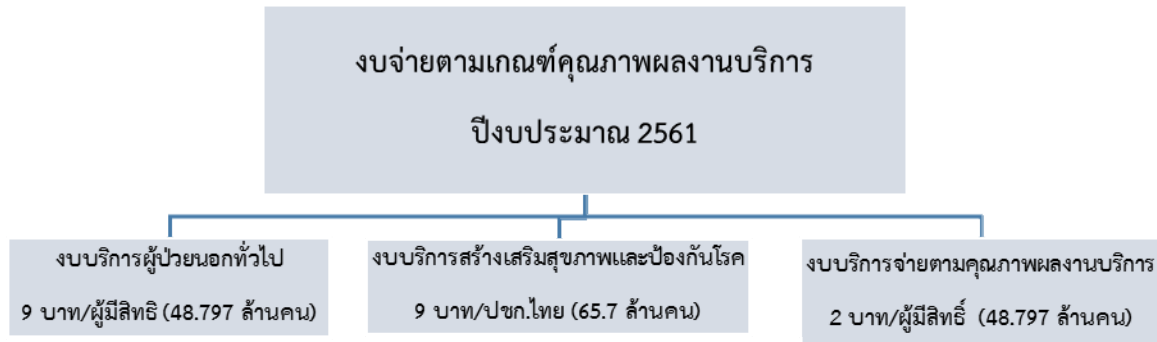 งบจ่ายตามเกณฑ์คุณภาพผลงานบริการ
ปีงบประมาณ 2561
งบบริการผู้ป่วยนอกทั่วไป
9 บาท/ผู้มีสิทธิ (48.797 ล้านคน)
งบบริการสร้างเสริมสุขภาพและป้องกันโรค
9 บาท/ปชก.ไทย (65.7 ล้านคน)
งบบริการจ่ายตามคุณภาพผลงานบริการ
2 บาท/ผู้มีสิทธิ์ (48.797 ล้านคน)